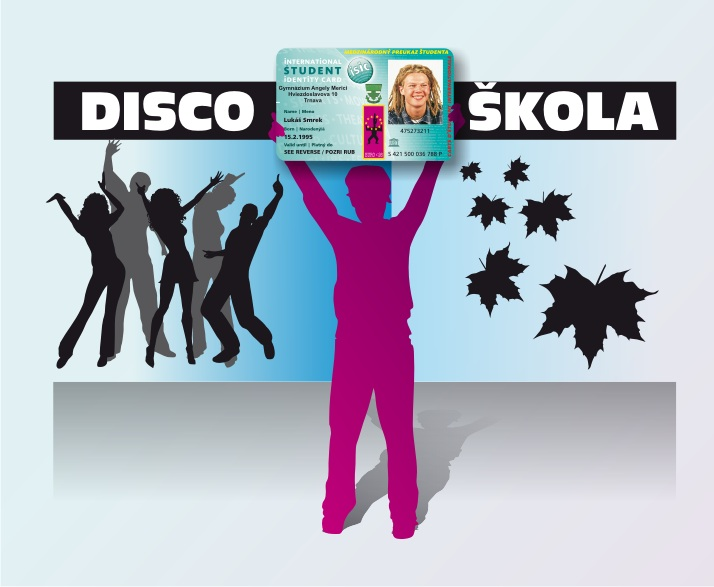 MEDZINÁRODNÝ PREUKAZ ŠTUDENTA
INTERNATIONAL
STUDENT
IDENTITY CARD
ISIC
Gymnazium Angely Merici
Hviezdoslavova 10
Trnava
Name | Meno
Lukáš Smrek
Born | Narodený/á
15.2.1995
Valid until | Platný do
SEE REVERSE / POZRI RUB
475273211
S 421 500 036 788 P
DISCO
ŠKOLA